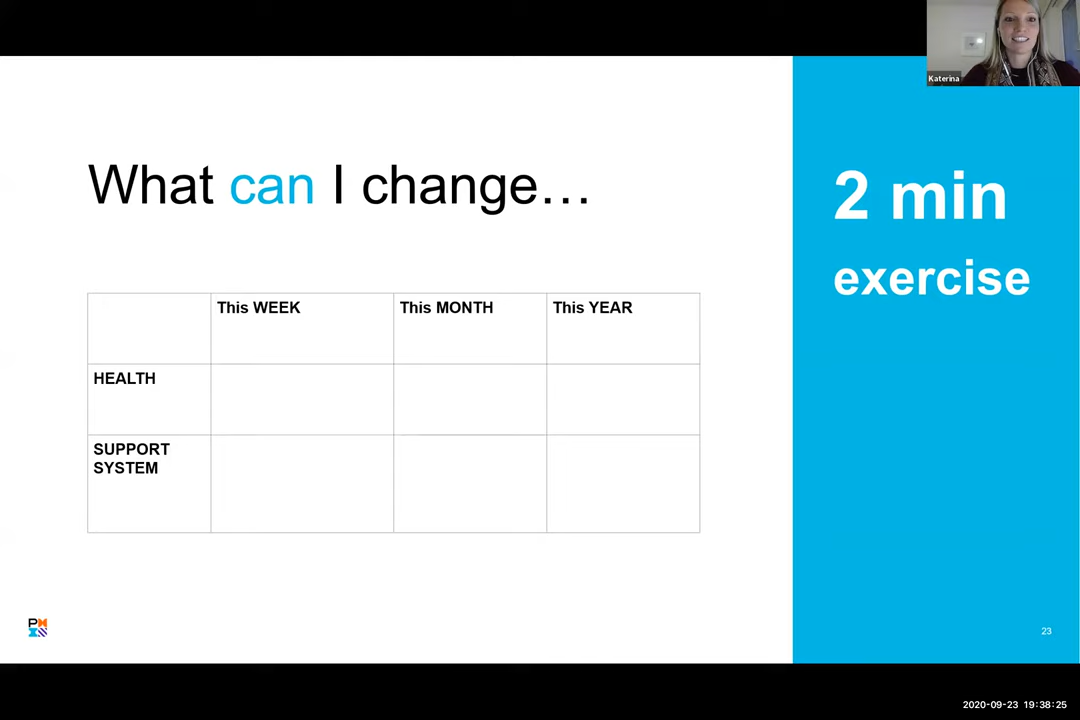 Katerina
What can I change…
2 min
exercise
This WEEK
This MONTH
This YEAR
HEALTH
SUPPORT
SYSTEM
23
2020-09-23 19:38:25